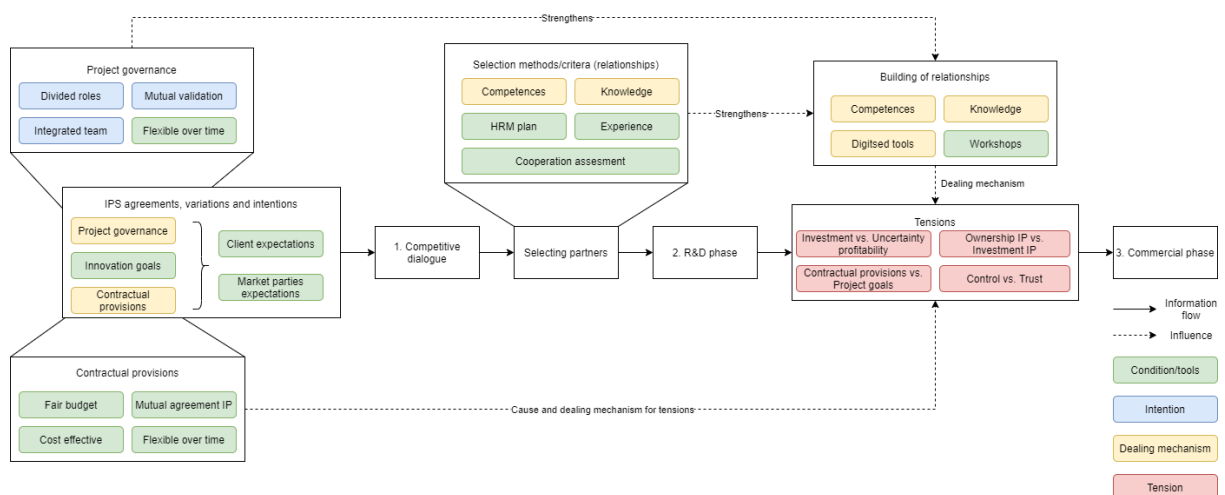 Strengthens
Project governance
Divided roles
Mutual validation
Integrated team
Flexible over time
Selection methods/critera (relationships)
Competences
Knowledge
HRM plan
Experience
Cooperation assesment
Strengthens
Building of relationships
Competences
Knowledge
Digitsed tools
Workshops
Dealing mechanism
IPS agreements, variations and intentions
Project governance
Innovation goals
Contractual
provisions
Client expectations
Market parties
expectations
1. Competitive
dialogue
Selecting partners
2. R&D phase
Tensions
Investment vs. Uncertainty
profitability
Ownership IP vs.
Investment IP
Contractual provisions vs.
Project goals
Control vs. Trust
3. Commercial phase
Contractual provisions
Fair budget
Mutual agreement IP
Cost effective
Flexible over time
Cause and dealing mechanism for tensions
Information
flow
Influence
Condition/tools
Intention
Dealing mechanism
Tension